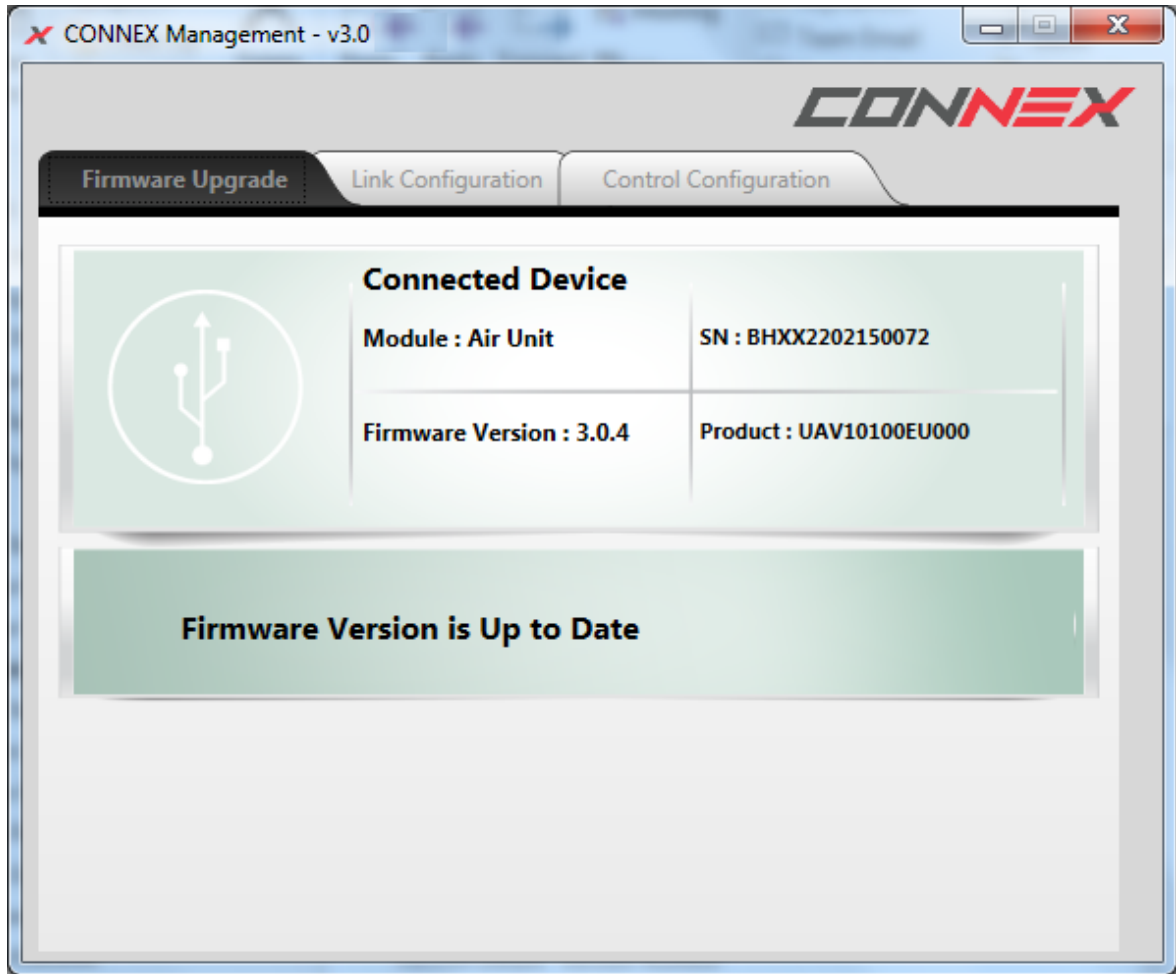 CONNEX Management - v3.0
CONNEX
Firmware Upgrade
Link Configuration
Control Configuration
Connected Device
Module : Air Unit
SN : BHXX2202150072
Firmware Version : 3.0.4
Product : UAV10100EU000
Firmware Version is Up to Date